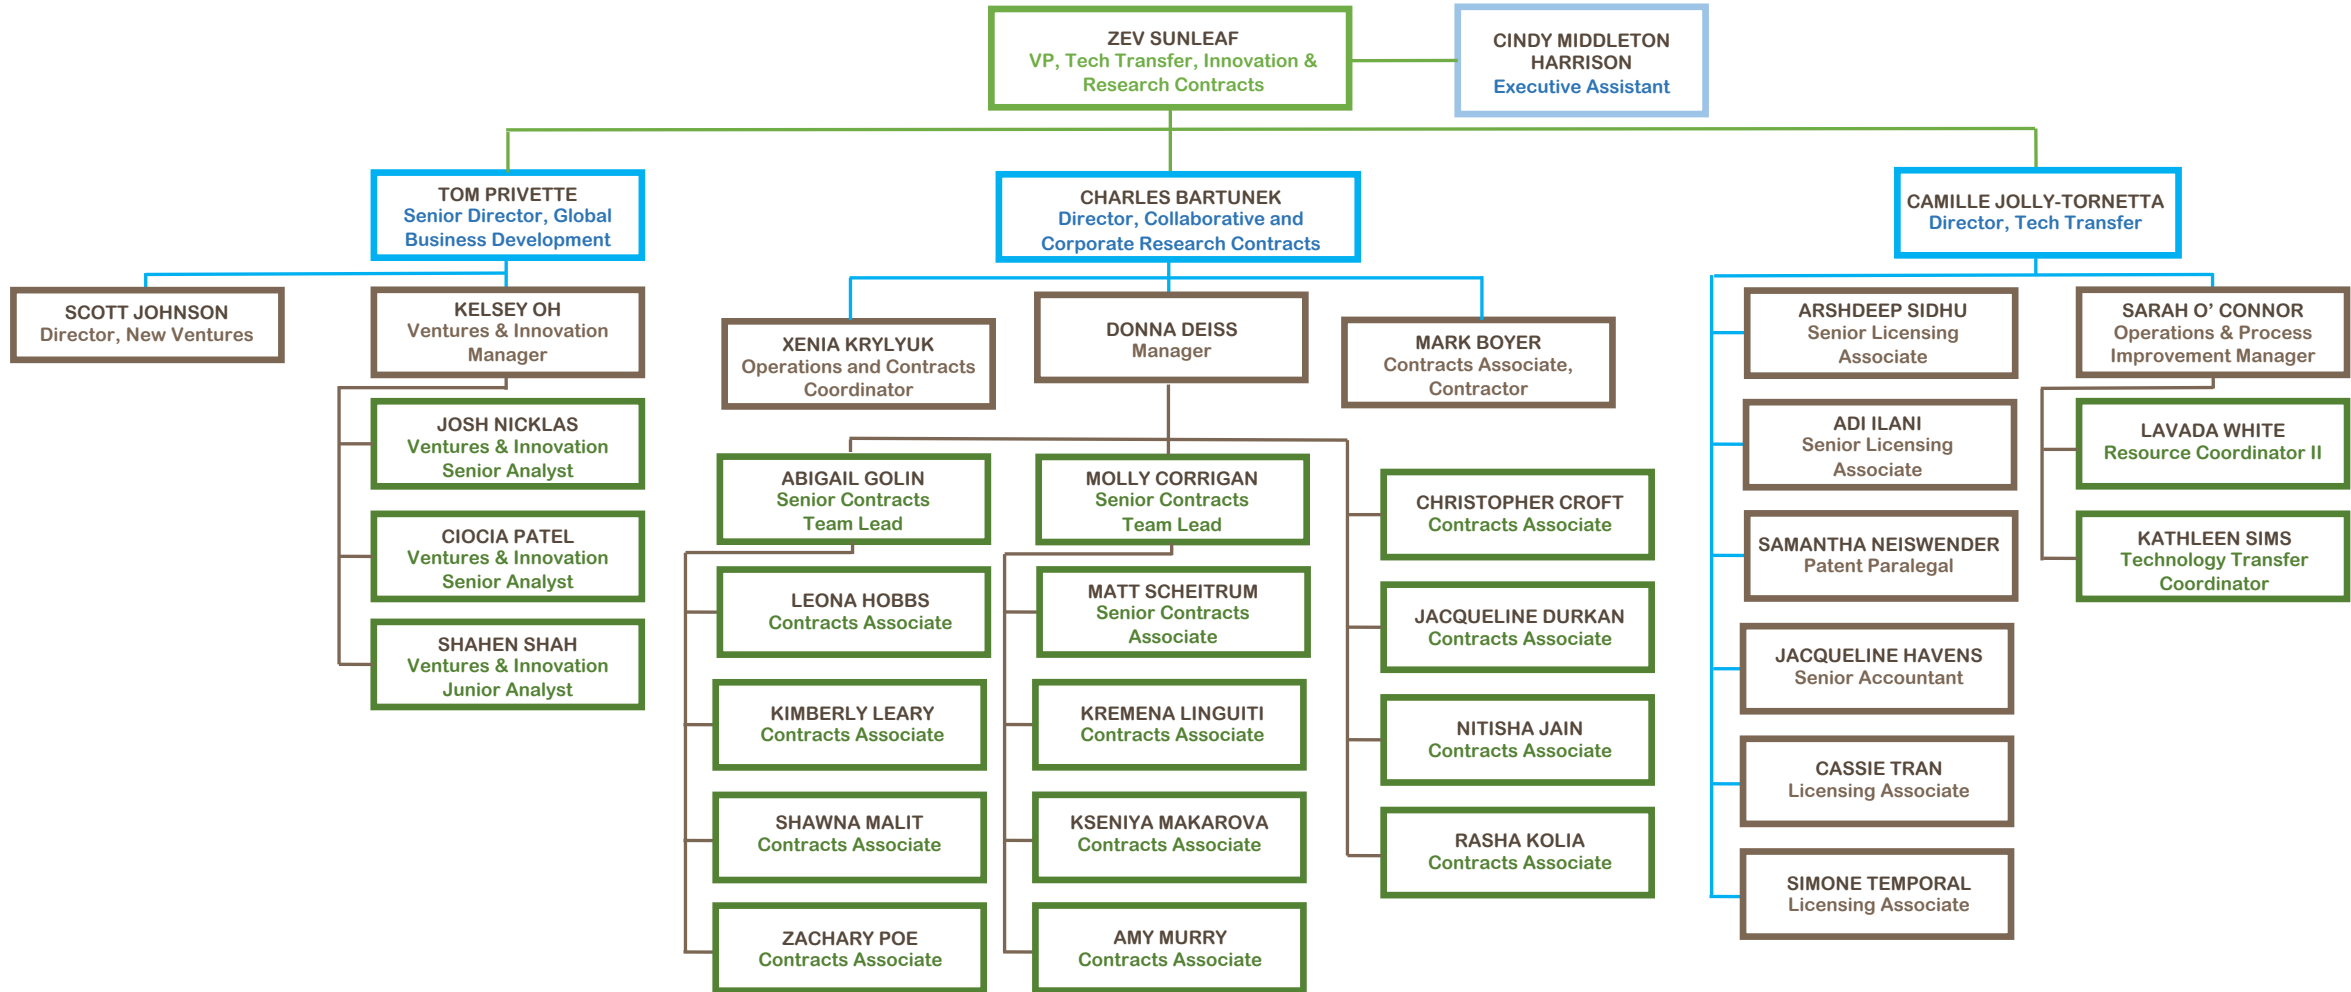 ZEV SUNLEAF
VP, Tech Transfer, Innovation &
Research Contracts
CINDY MIDDLETON
HARRISON
Executive Assistant
TOM PRIVETTE
Senior Director, Global
Business Development
CHARLES BARTUNEK
Director, Collaborative and
Corporate Research Contracts
CAMILLE JOLLY-TORNETTA
Director, Tech Transfer
SCOTT JOHNSON
Director, New Ventures
KELSEY OH
Ventures & Innovation
Manager
JOSH NICKLAS
Ventures & Innovation
Senior Analyst
CIOCIA PATEL
Ventures & Innovation
Senior Analyst
SHAHEN SHAH
Ventures & Innovation
Junior Analyst
XENIA KRYLYUK
Operations and Contracts
Coordinator
DONNA DEISS
Manager
MARK BOYER
Contracts Associate,
Contractor
ABIGAIL GOLIN
Senior Contracts
Team Lead
LEONA HOBBS
Contracts Associate
KIMBERLY LEARY
Contracts Associate
SHAWNA MALIT
Contracts Associate
ZACHARY POE
Contracts Associate
MOLLY CORRIGAN
Senior Contracts
Team Lead
MATT SCHEITRUM
Senior Contracts
Associate
KREMENA LINGUITI
Contracts Associate
KSENIYA MAKAROVA
Contracts Associate
AMY MURRY
Contracts Associate
CHRISTOPHER CROFT
Contracts Associate
JACQUELINE DURKAN
Contracts Associate
NITISHA JAIN
Contracts Associate
RASHA KOLIA
Contracts Associate
ARSHDEEP SIDHU
Senior Licensing
Associate
ADI ILANI
Senior Licensing
Associate
SAMANTHA NEISWENDER
Patent Paralegal
JACQUELINE HAVENS
Senior Accountant
CASSIE TRAN
Licensing Associate
SIMONE TEMPORAL
Licensing Associate
SARAH O' CONNOR
Operations & Process
Improvement Manager
LAVADA WHITE
Resource Coordinator II
KATHLEEN SIMS
Technology Transfer
Coordinator